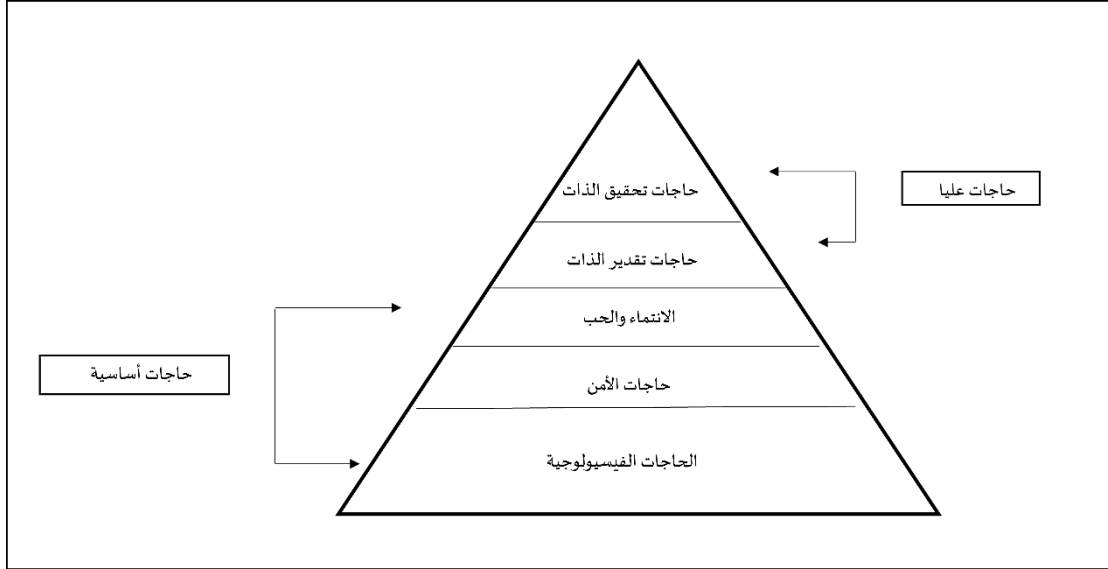 حاجات تحقيق الذات
حاجات عليا
حاجات تقدير الذات
الانتماء والحب
حاجات أساسية
حاجات الأمن
الحاجات الفيسيولوجية